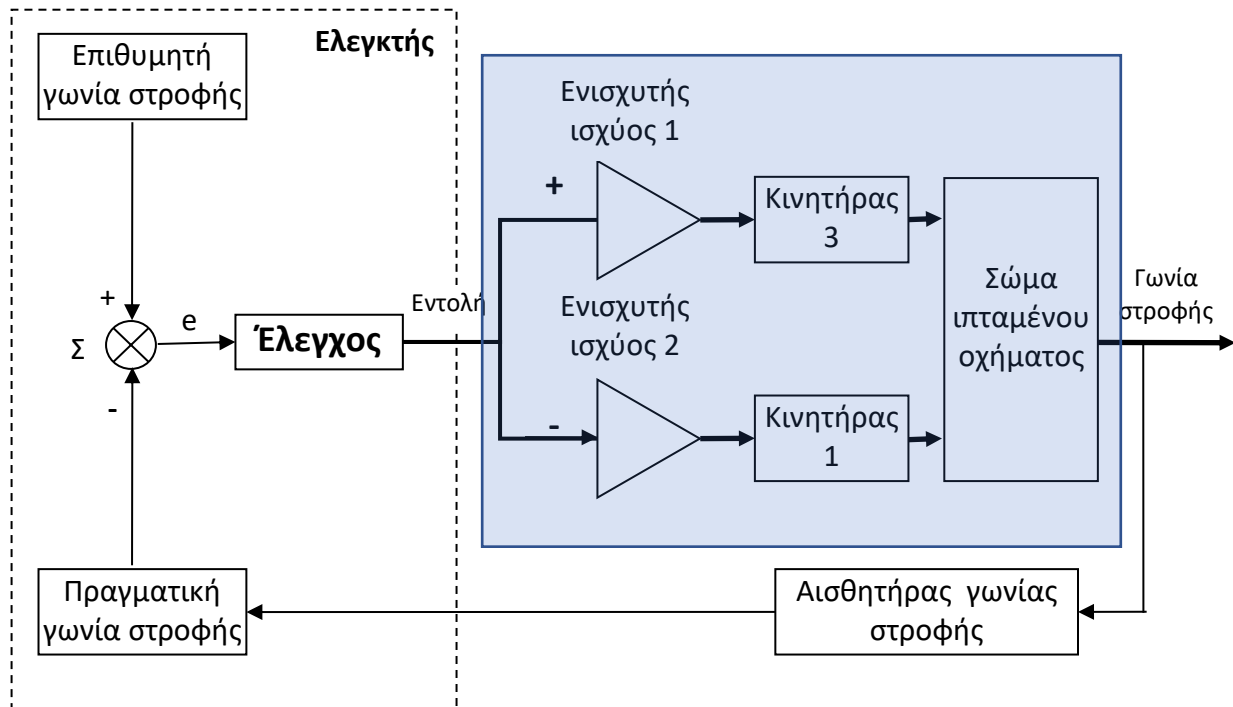 Ελεγκτής
Επιθυμητή
γωνία στροφής
+
Σ
e
-
Έλεγχος
Εντολή
Ενισχυτής
ισχύος 1
+
Κινητήρας
3
Ενισχυτής
ισχύος 2
-
Κινητήρας
1
Σώμα
ιπταμένου
οχήματος
Γωνία
στροφής
Πραγματική
γωνία στροφής
Αισθητήρας γωνίας
στροφής